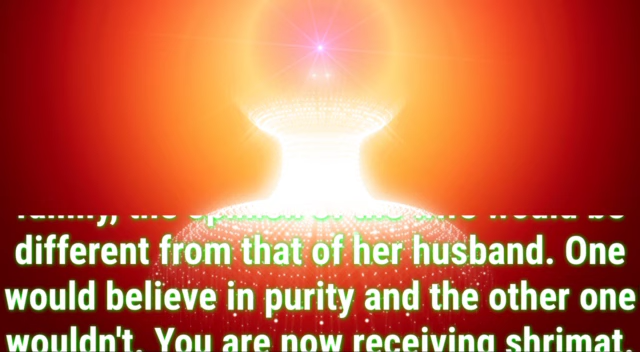 different from that of her husband. One
would believe in purity and the other one
wouldn't. You are now receiving shrimat.